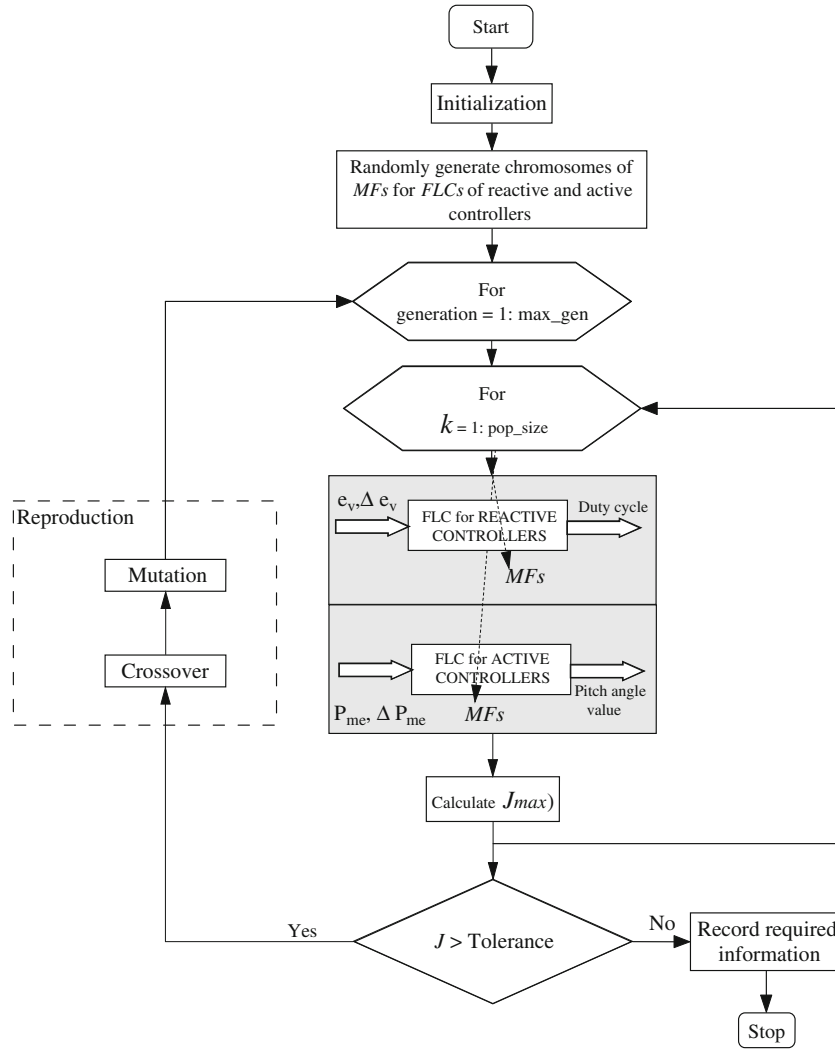 Start
Initialization
Randomly generate chromosomes of
MFs for FLCs of reactive and active
controllers
For
generation = 1: max_gen
For
k = 1: pop_size
e_v,Δ e_v
FLC for REACTIVE
CONTROLLERS
Duty cycle
MFs
Reproduction
Mutation
Crossover
FLC for ACTIVE
CONTROLLERS
Pitch angle
value
P_me, Δ P_me
MFs
Calculate Jmax)
Yes
J > Tolerance
No
Record required
information
Stop